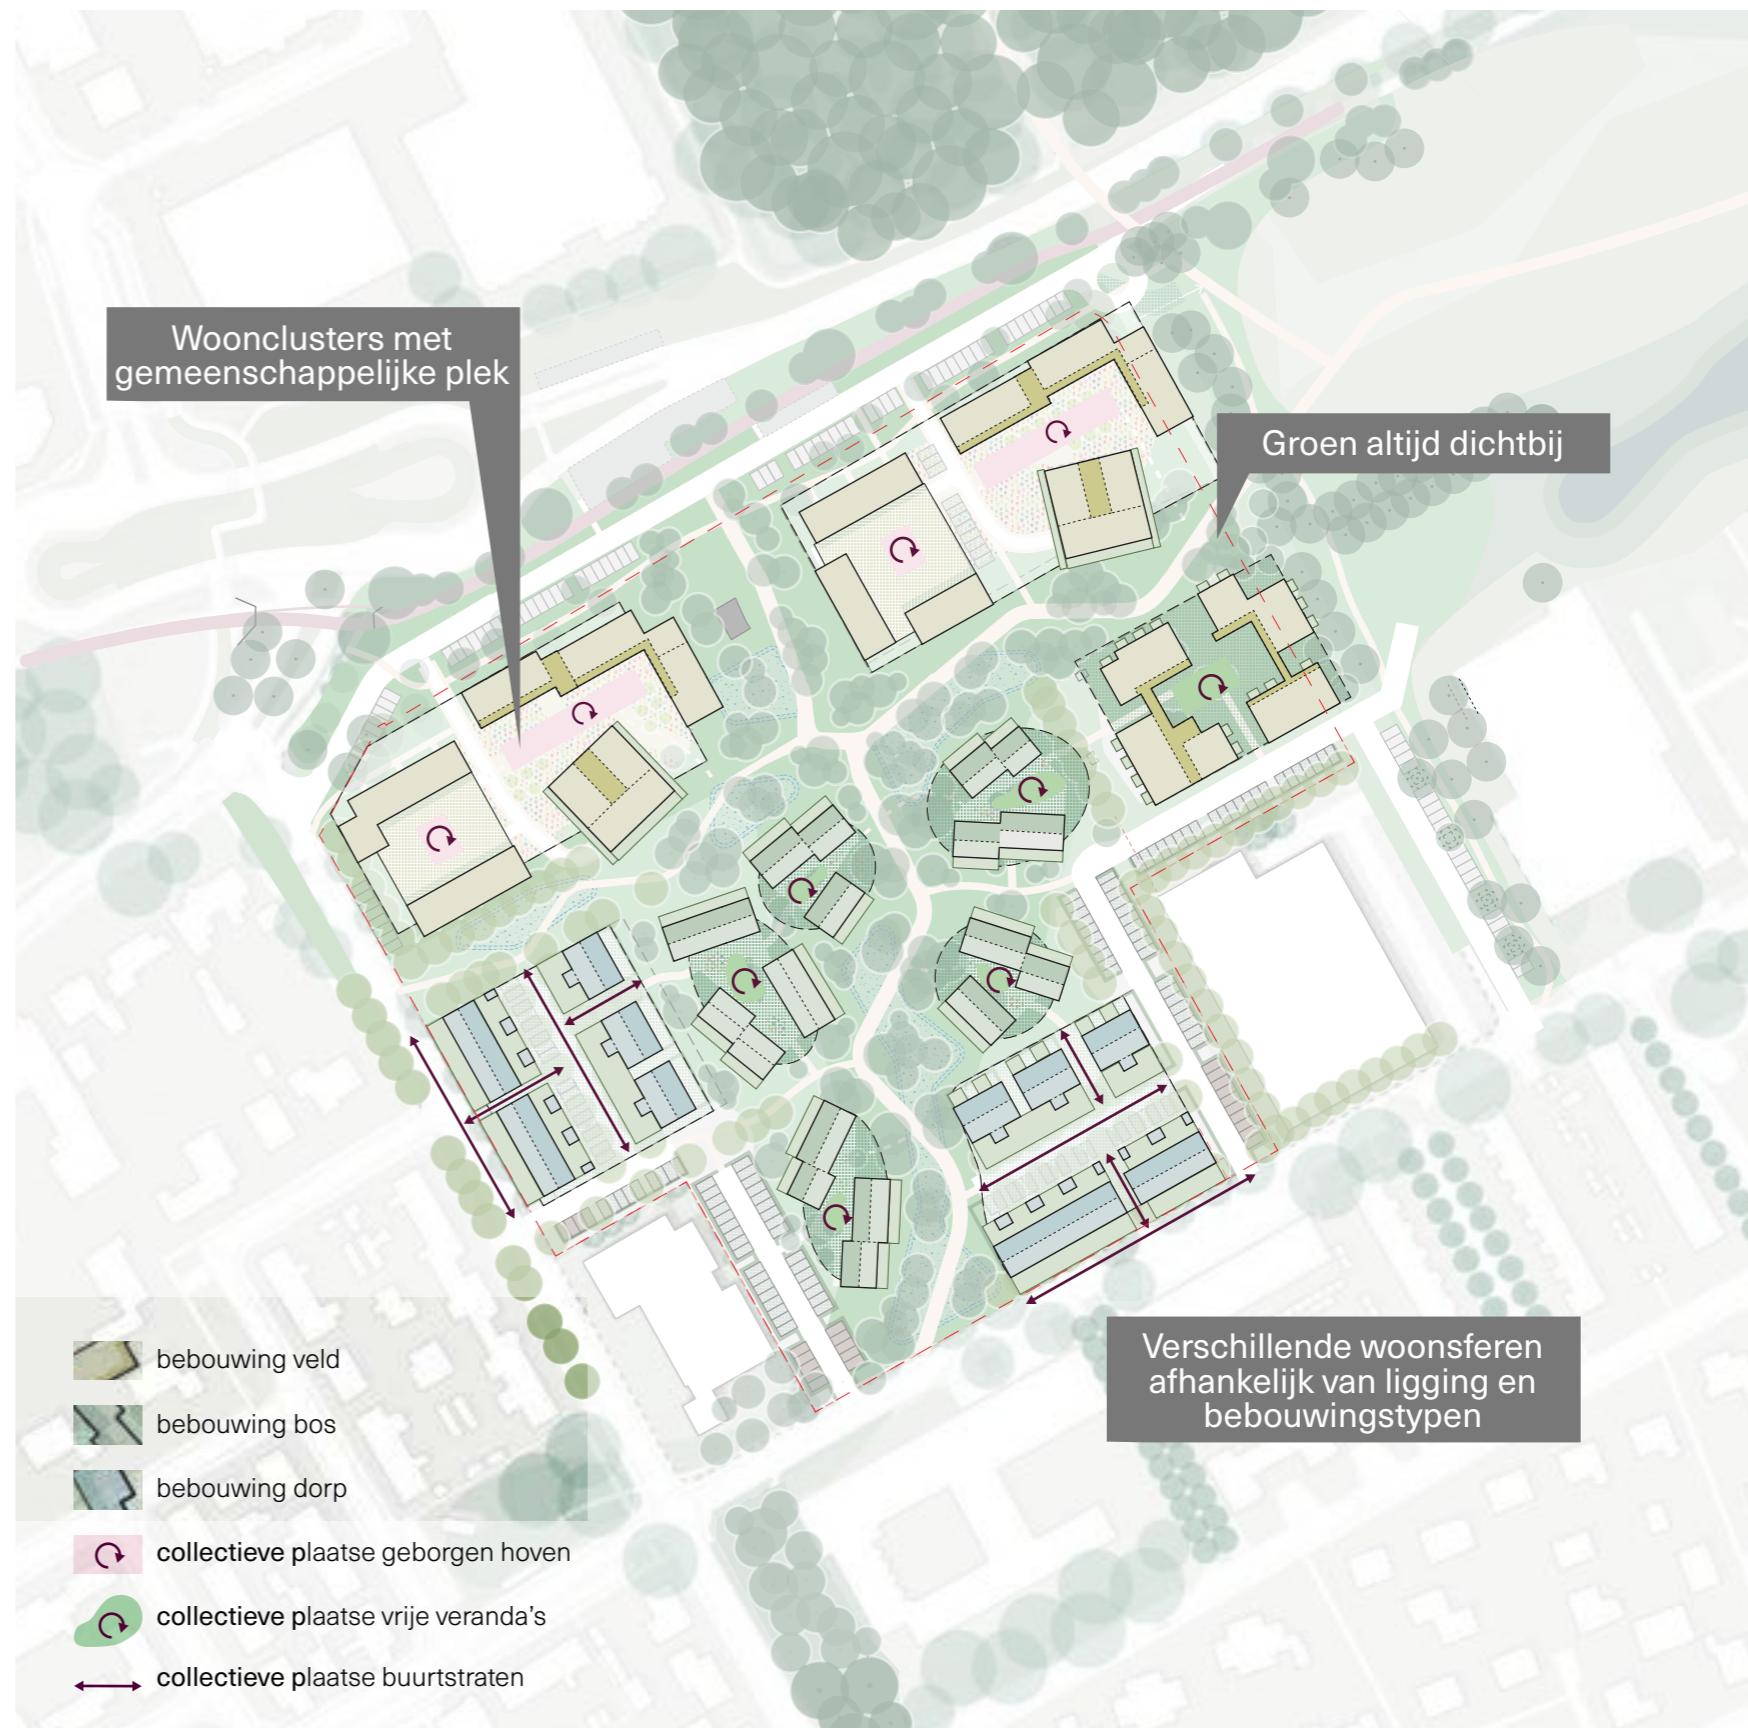 Woonclusters met
gemeenschappelijke plek
Groen altijd dichtbij
Verschillende woonsferen
afhankelijk van ligging en
bebouwingstypen
bebouwing veld
bebouwing bos
bebouwing dorp
collectieve plaatse geborgen hoven
collectieve plaatse vrije veranda's
collectieve plaatse buurtstraten